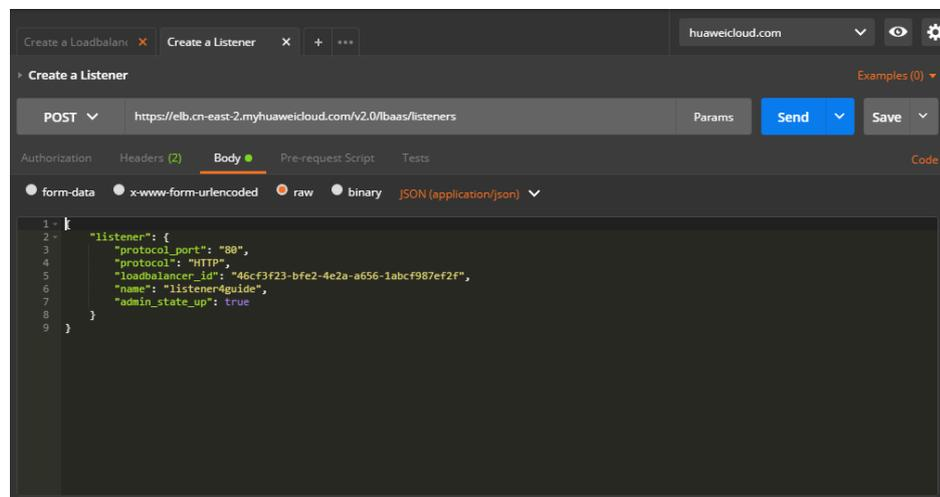 Create a Loadbalanc ✕ Create a Listener ✕ + ••• huaweicloud.com
Create a Listener Examples (0)
POST https://elb.cn-east-2.myhuaweicloud.com/v2.0/lbaas/listeners Params Send Save
Authorization Headers (2) Body Pre-request Script Tests Code
form-data x-www-form-urlencoded raw binary JSON (application/json)
1 {
2 "listener": {
3 "protocol_port": "80",
4 "protocol": "HTTP",
5 "loadbalancer_id": "46cf3f23-bfe2-4e2a-a656-1abcf987ef2f",
6 "name": "listener4guide",
7 "admin_state_up": true
8 }
9 }